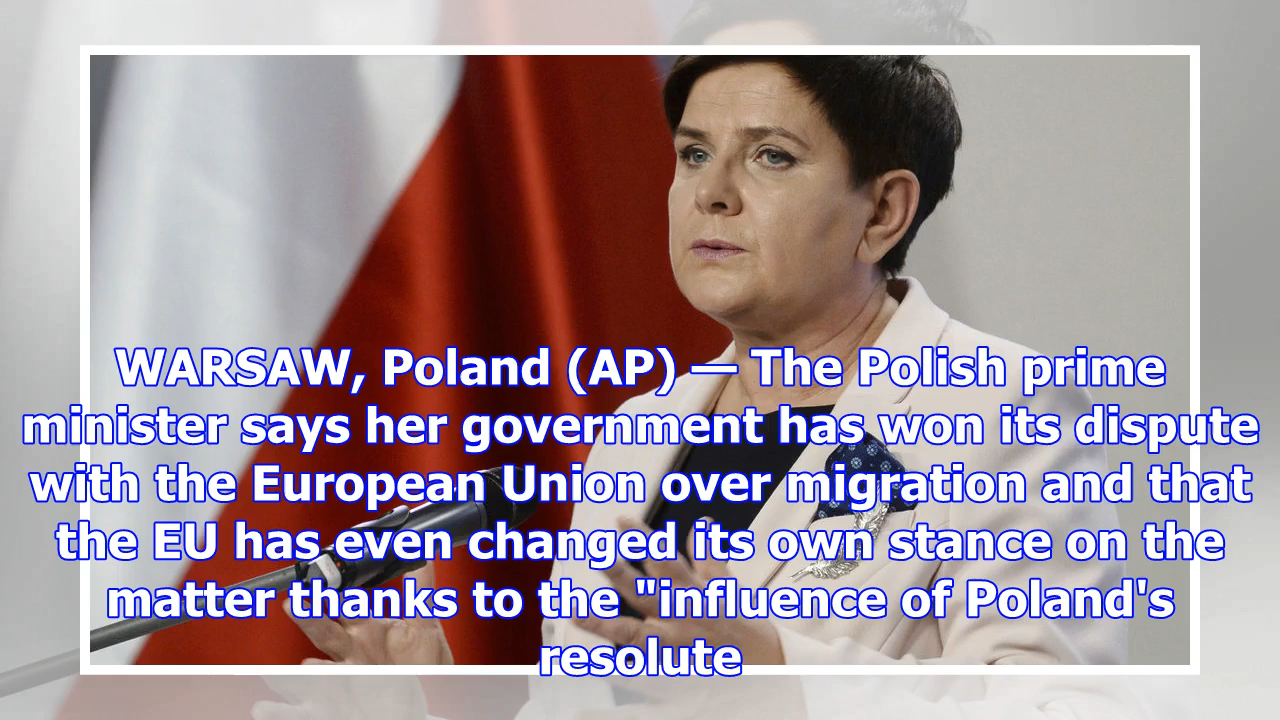 WARSAW, Poland (AP) — The Polish prime
minister says her government has won its dispute
with the European Union over migration and that
the EU has even changed its own stance on the
matter thanks to the "influence of Poland's
resolute